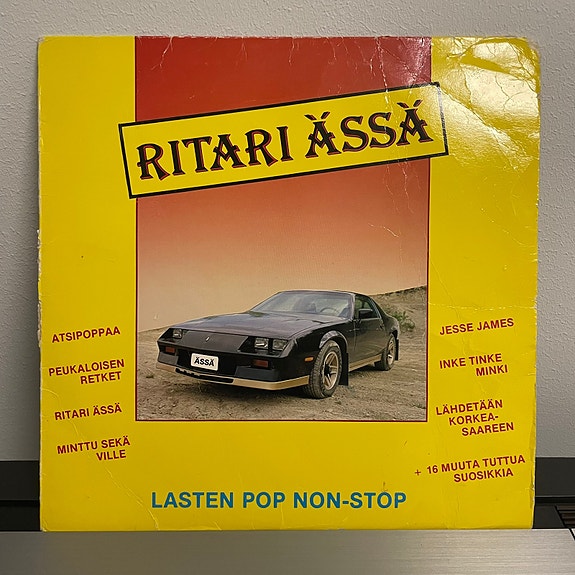 RITARI ÄSSÄ
ÄSSÄ
ATSIPOPPAA
PEUKALOISEN
RETKET
RITARI ÄSSÄ
MINTTU SEKÄ
VILLE
JESSE JAMES
INKE TINKE
MINKI
LÄHDETÄÄN
KORKEA-
SAAREEN
+ 16 MUUTA TUTTUA
SUOSIKKIA
LASTEN POP NON-STOP